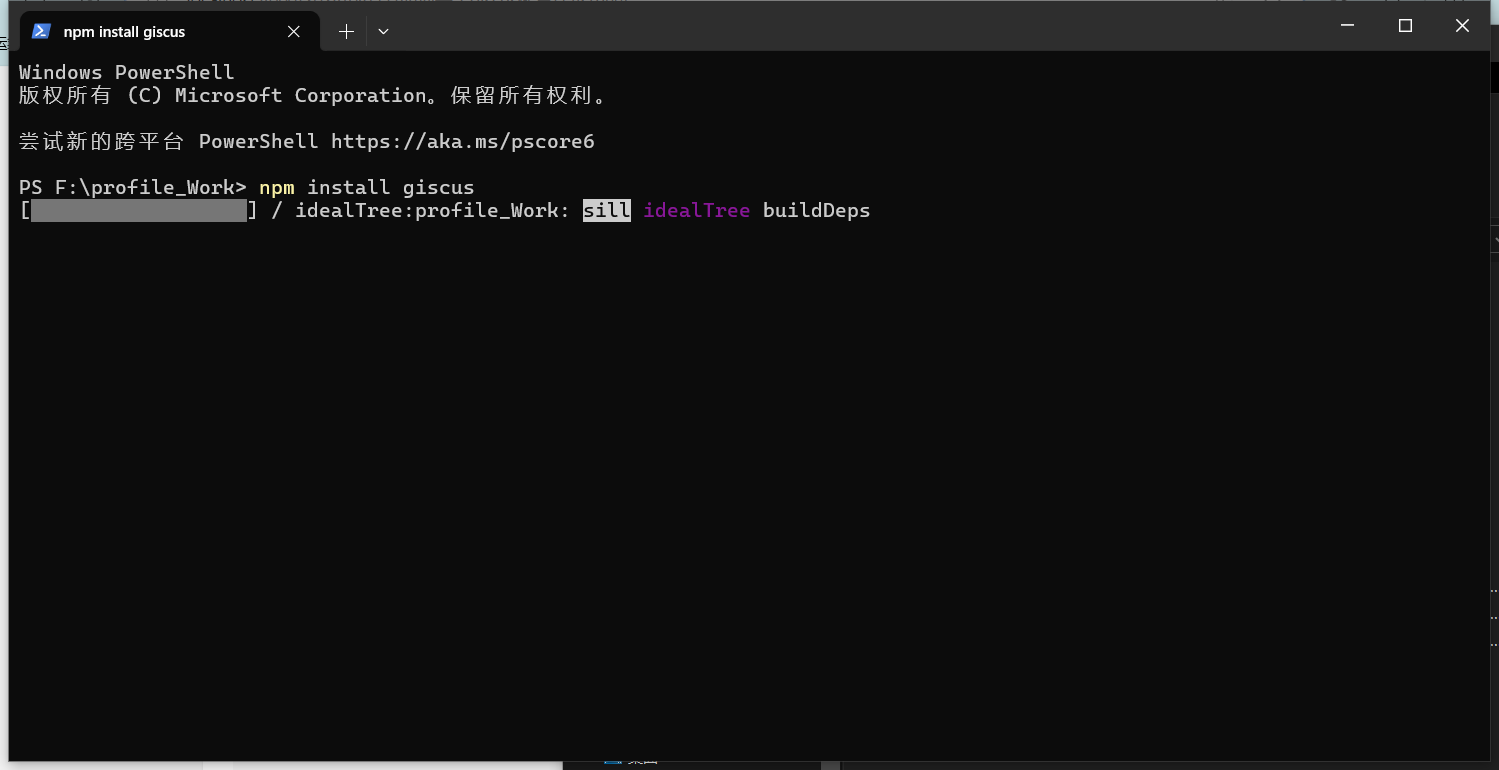 npm install giscus
Windows PowerShell
版权所有 (C) Microsoft Corporation。保留所有权利。
尝试新的跨平台 PowerShell https://aka.ms/pscore6
PS F:\profile_Work> npm install giscus
[                  ] / idealTree:profile_Work: sill idealTree buildDeps